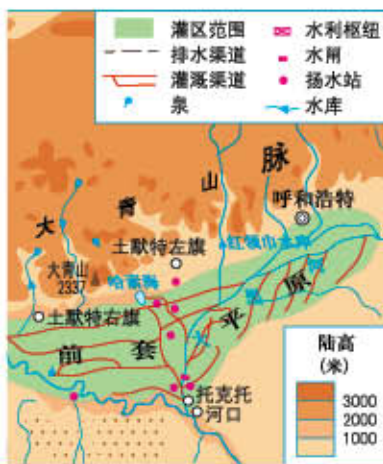 灌区范围
水利枢纽
排水渠道
水闸
灌溉渠道
扬水站
泉
水库
大青山脉
呼和浩特
土默特左旗
红领巾水库
大青山
2337
哈素海
土默特右旗
前套平原
大黑河
托克托
河口
陆高
(米)
3000
2000
1000